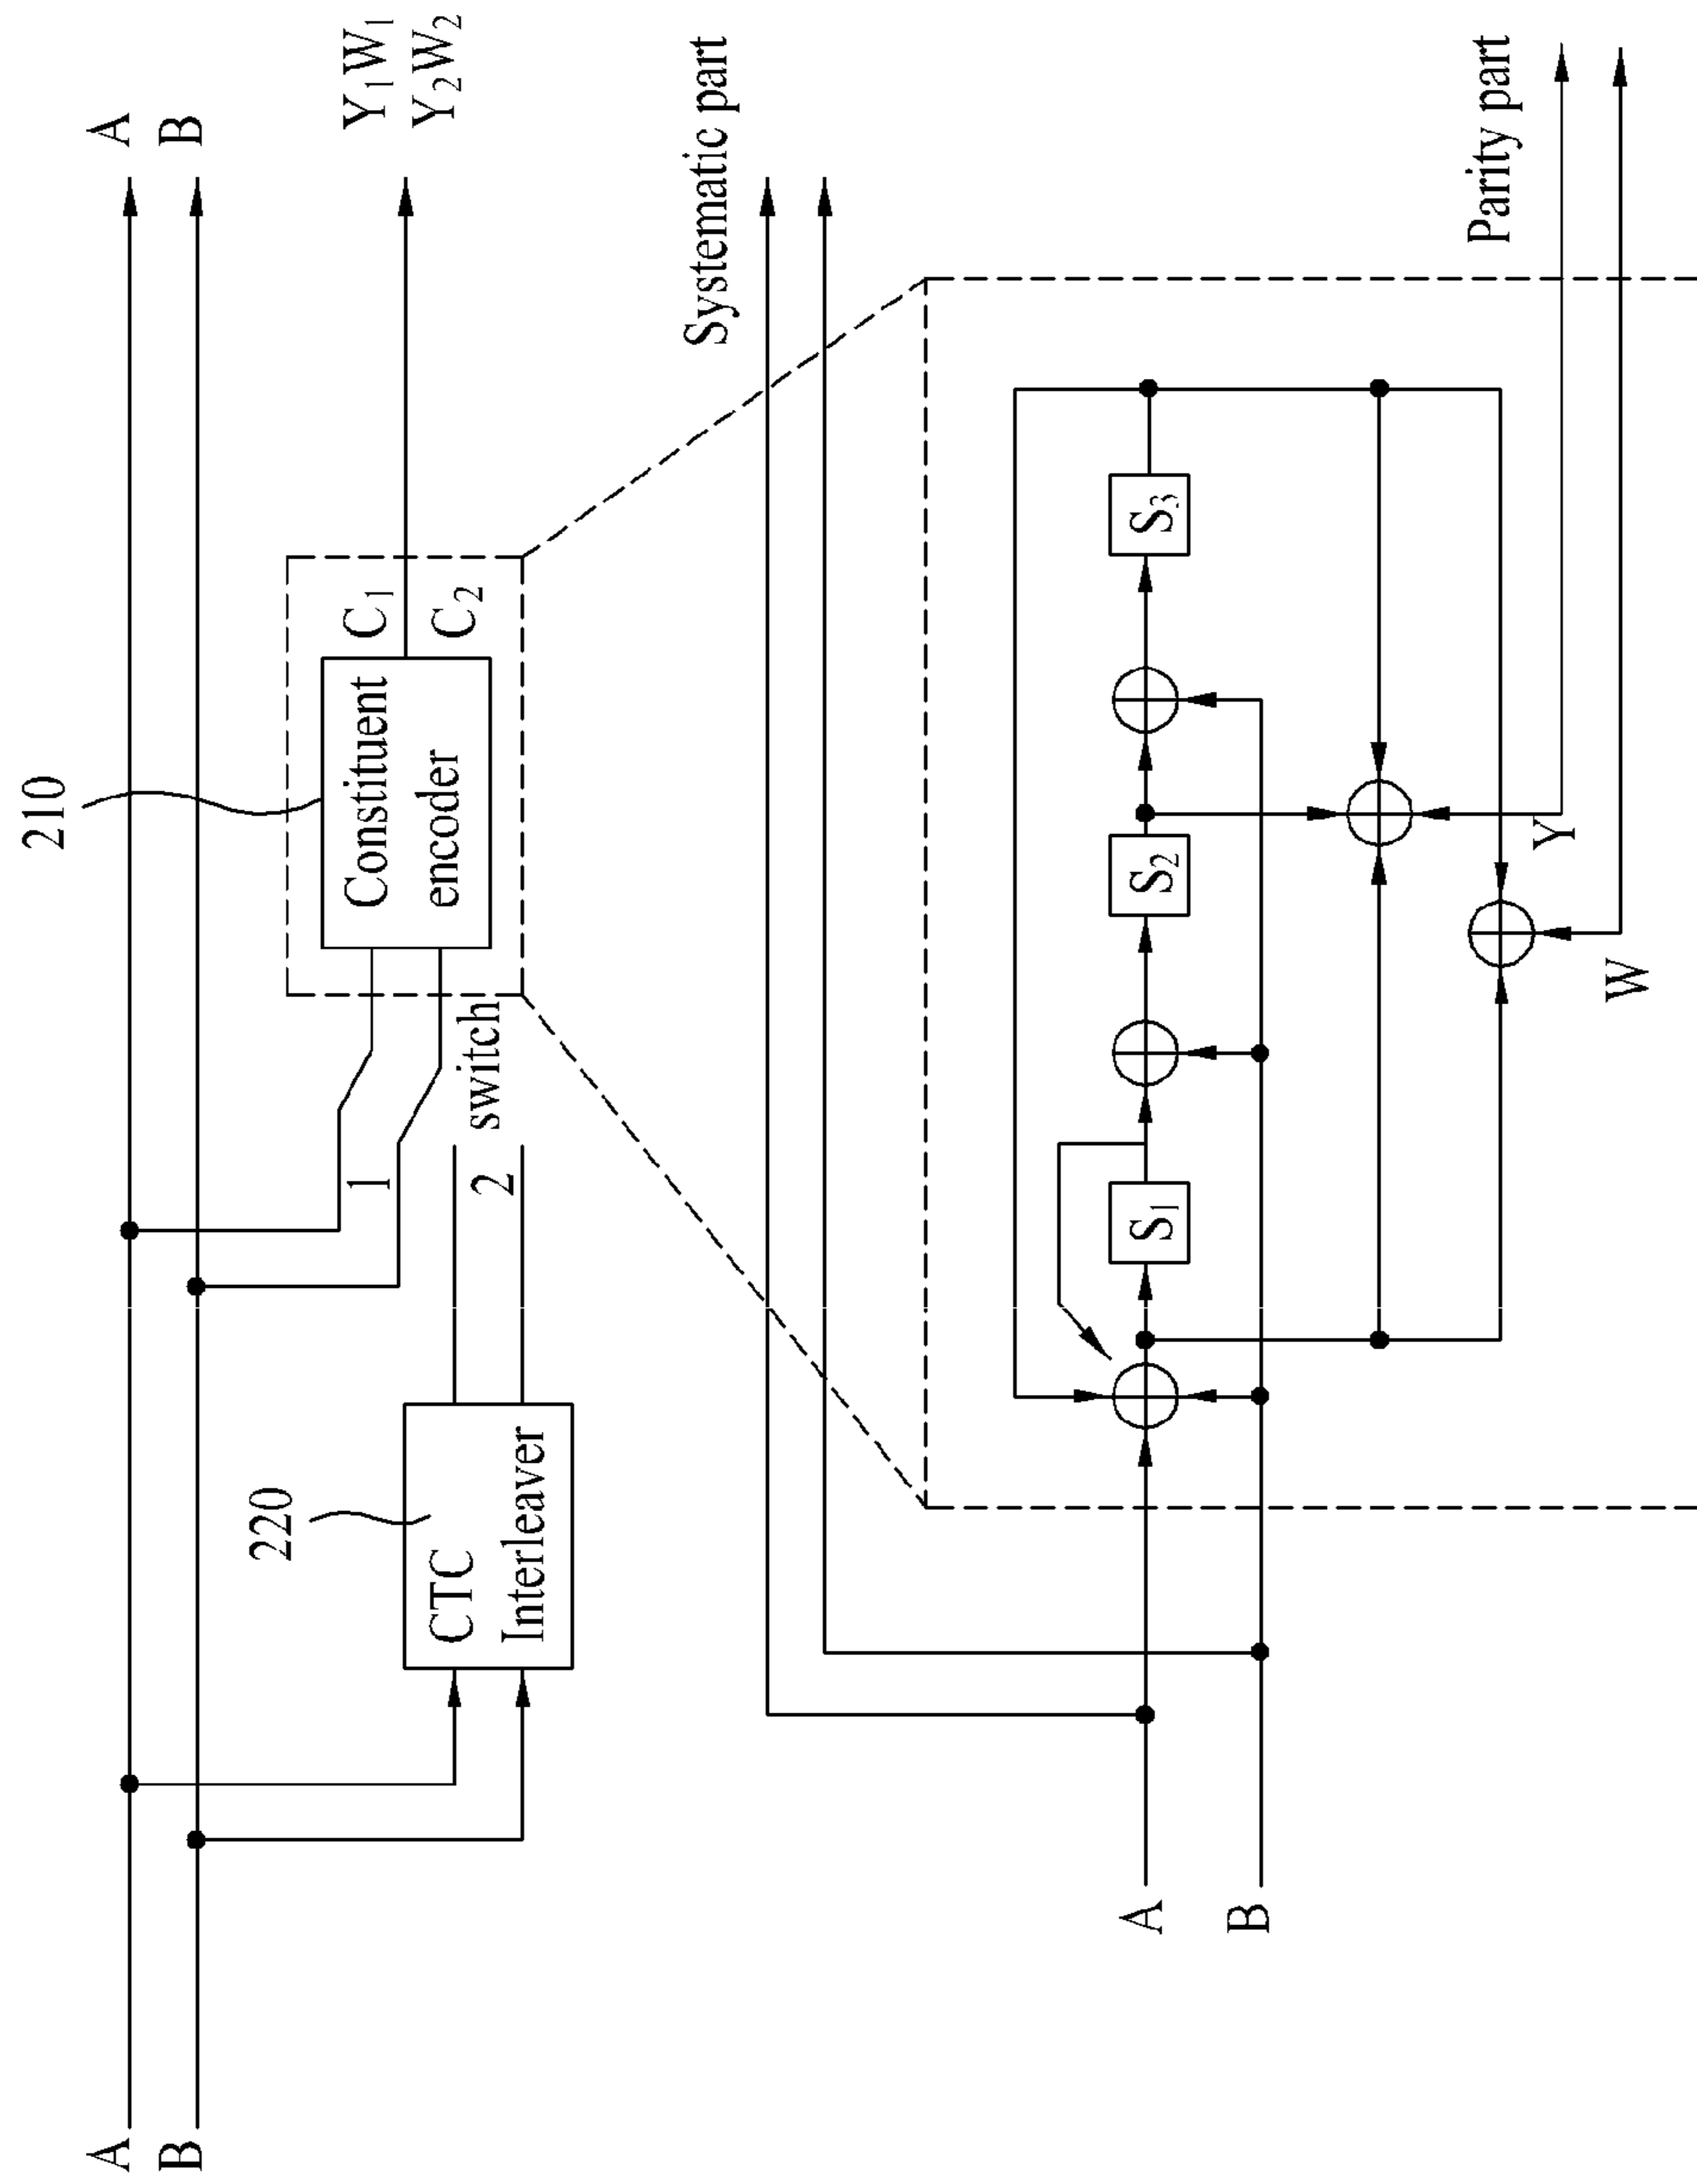 A
B
A
B
210
Constituent
encoder
C₁
C₂
Y₁W₁
Y₂W₂
1
switch
2
220
CTC
Interleaver
Systematic part
A
B
S₁
S₂
S₃
Parity part
Y
W